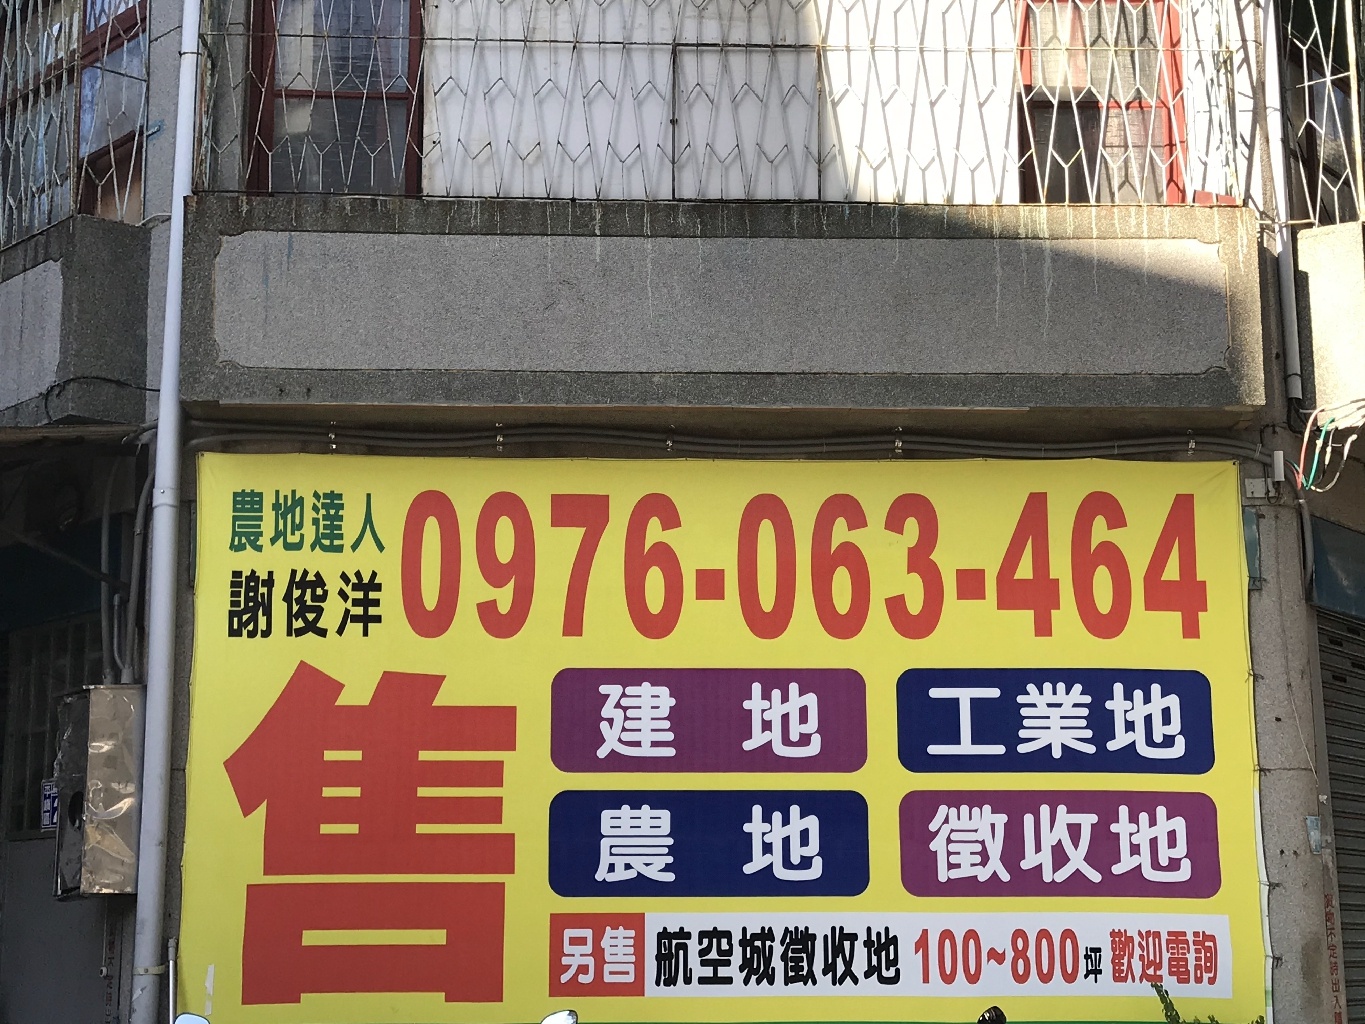 農地達人
謝俊洋
0976-063-464
售
建地
工業地
農地
徵收地
另售 航空城徵收地 100~800坪 歡迎電詢